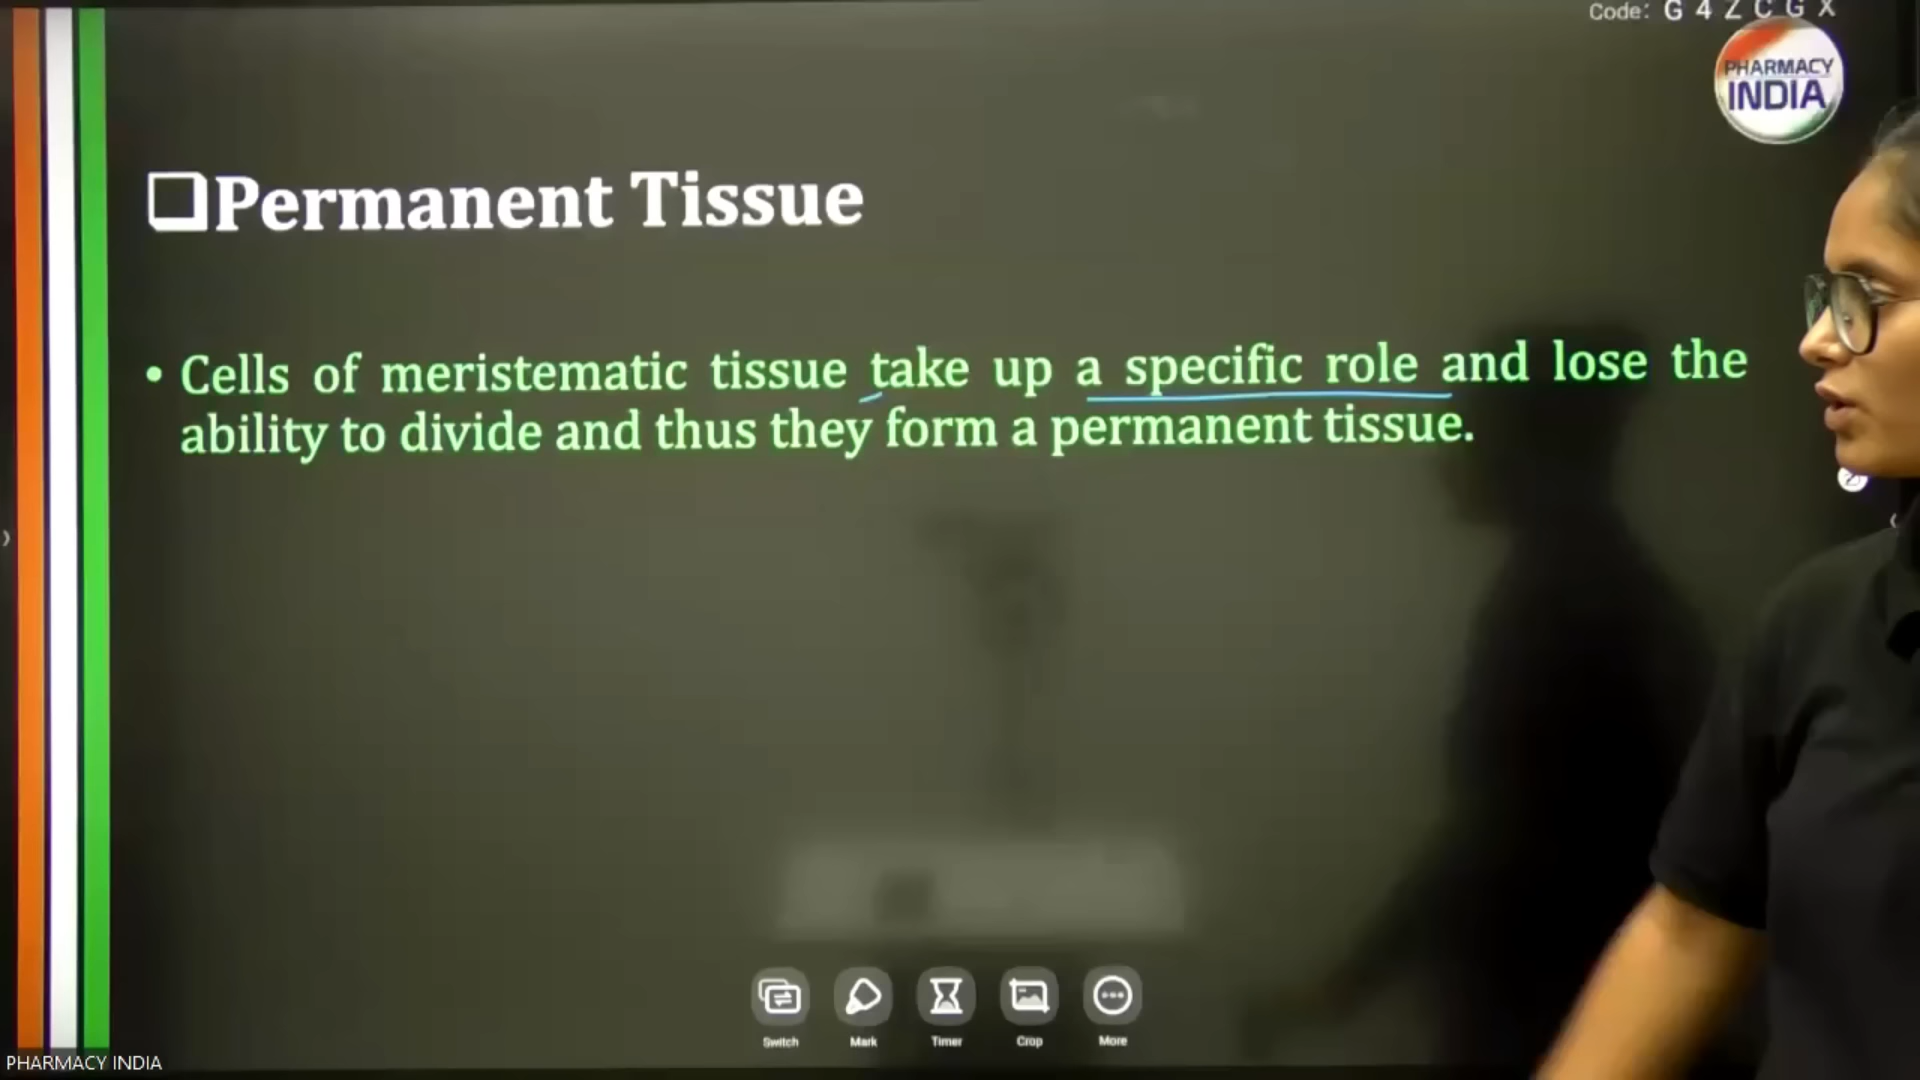 Code: G 4 Z C G X
PHARMACY
INDIA
Permanent Tissue
• Cells of meristematic tissue take up a specific role and lose the
ability to divide and thus they form a permanent tissue.
Switch Mark Timer Crop More
PHARMACY INDIA